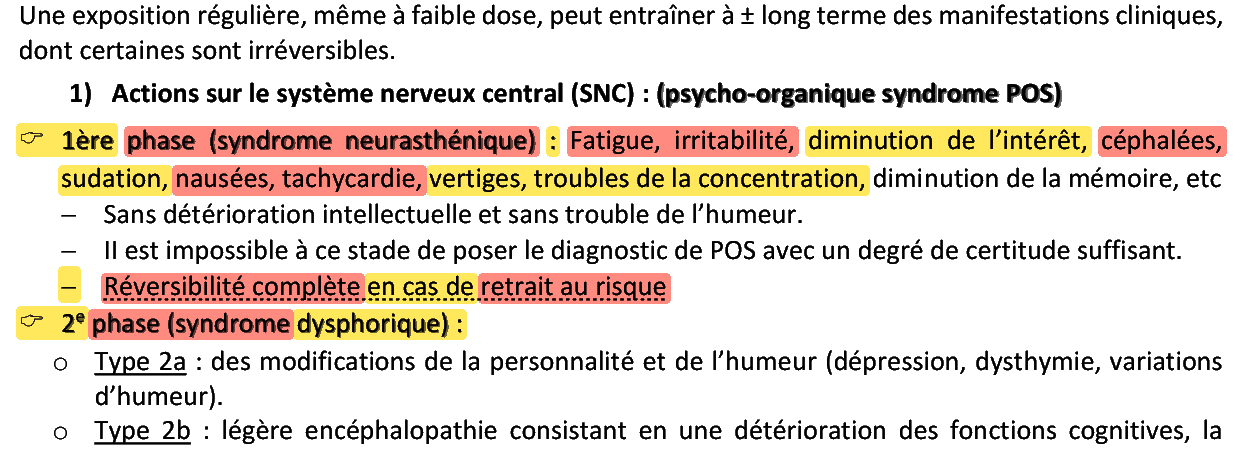 Une exposition régulière, même à faible dose, peut entraîner à ± long terme des manifestations cliniques,
dont certaines sont irréversibles.
1) Actions sur le système nerveux central (SNC) : (psycho-organique syndrome POS)
☞ 1ère phase (syndrome neurasthénique) : Fatigue, irritabilité, diminution de l’intérêt, céphalées,
sudation, nausées, tachycardie, vertiges, troubles de la concentration, diminution de la mémoire, etc
− Sans détérioration intellectuelle et sans trouble de l’humeur.
− II est impossible à ce stade de poser le diagnostic de POS avec un degré de certitude suffisant.
− Réversibilité complète en cas de retrait au risque
☞ 2e phase (syndrome dysphorique) :
o Type 2a : des modifications de la personnalité et de l’humeur (dépression, dysthymie, variations
d’humeur).
o Type 2b : légère encéphalopathie consistant en une détérioration des fonctions cognitives, la